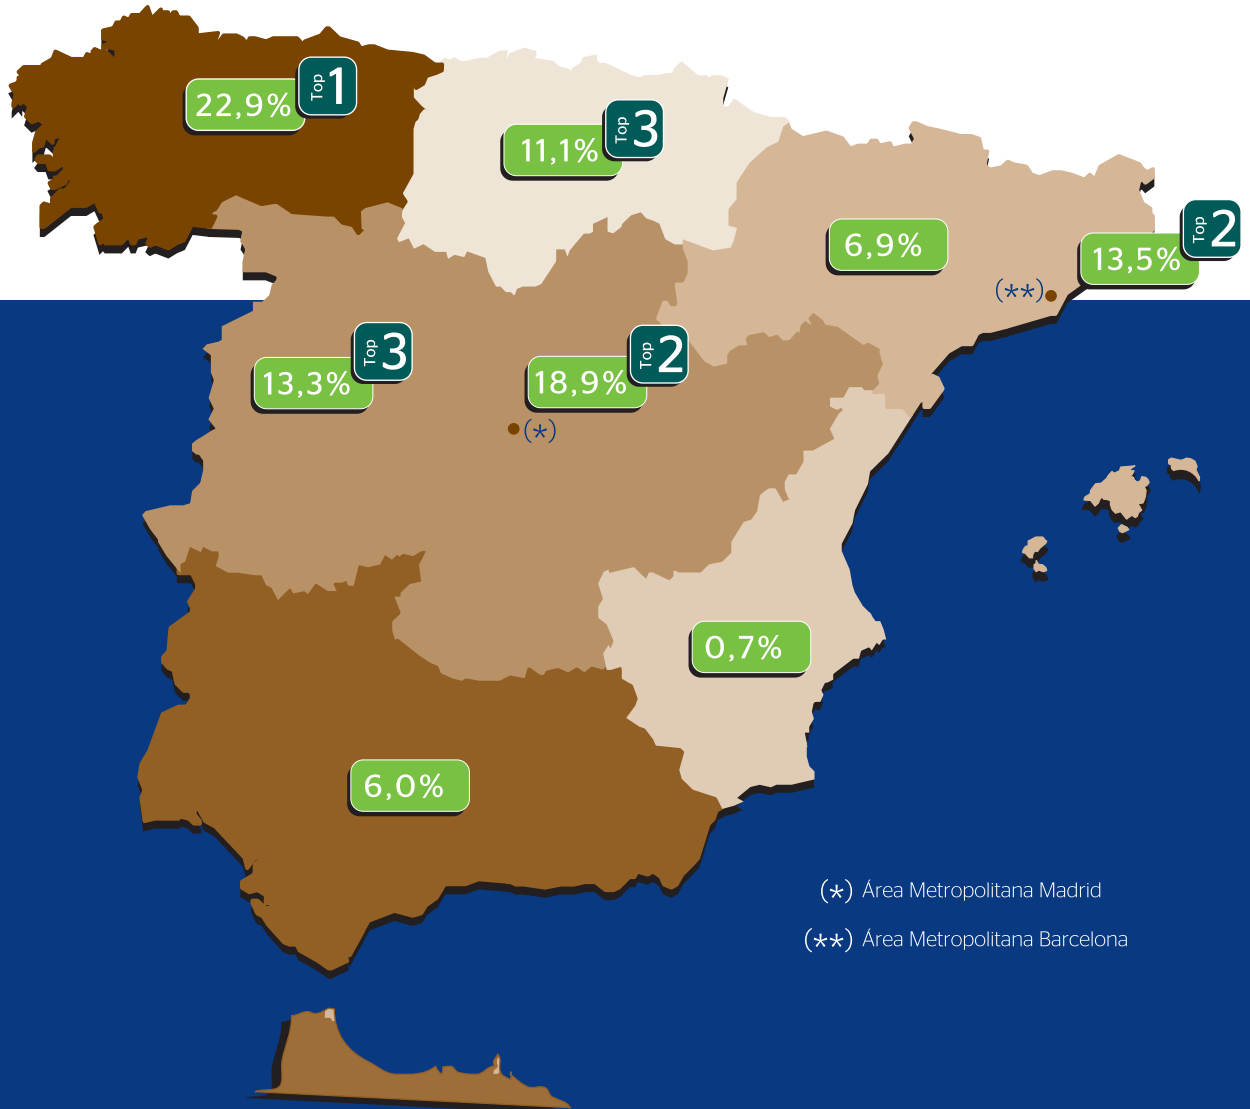 22,9% Top 1
11,1% Top 3
6,9%
13,5% Top 2
(**)
13,3% Top 3
18,9% Top 2
(*)
0,7%
6,0%
(*) Área Metropolitana Madrid
(**) Área Metropolitana Barcelona